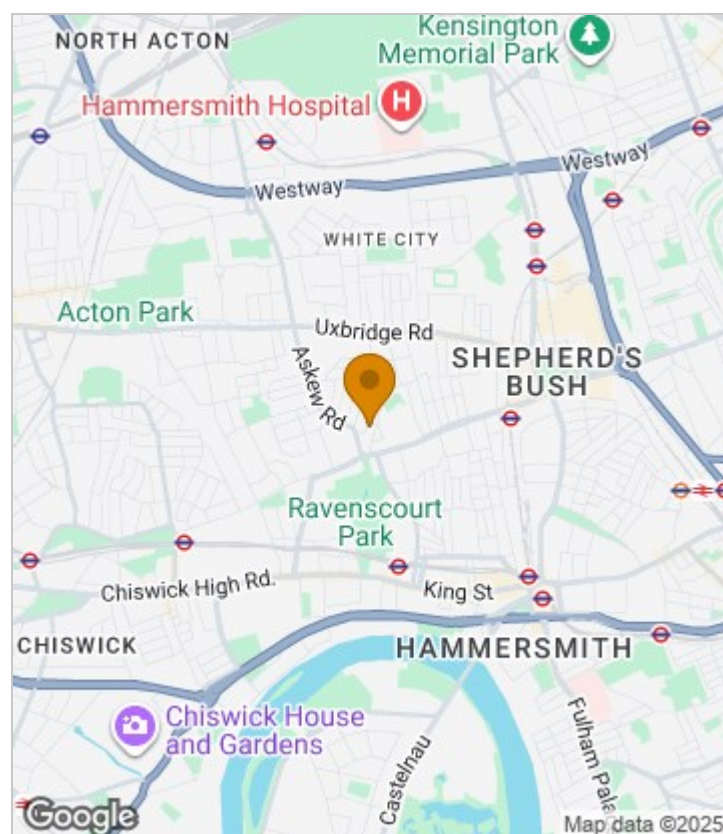 NORTH ACTON
Kensington
Memorial Park
Hammersmith Hospital
H
Westway
Westway
WHITE CITY
Acton Park
Uxbridge Rd
SHEPHERD'S
BUSH
Askew Rd
Ravenscourt
Park
Chiswick High Rd.
King St
CHISWICK
HAMMERSMITH
Chiswick House
and Gardens
Castelnau
Fulham Pala
Google
Map data ©2025